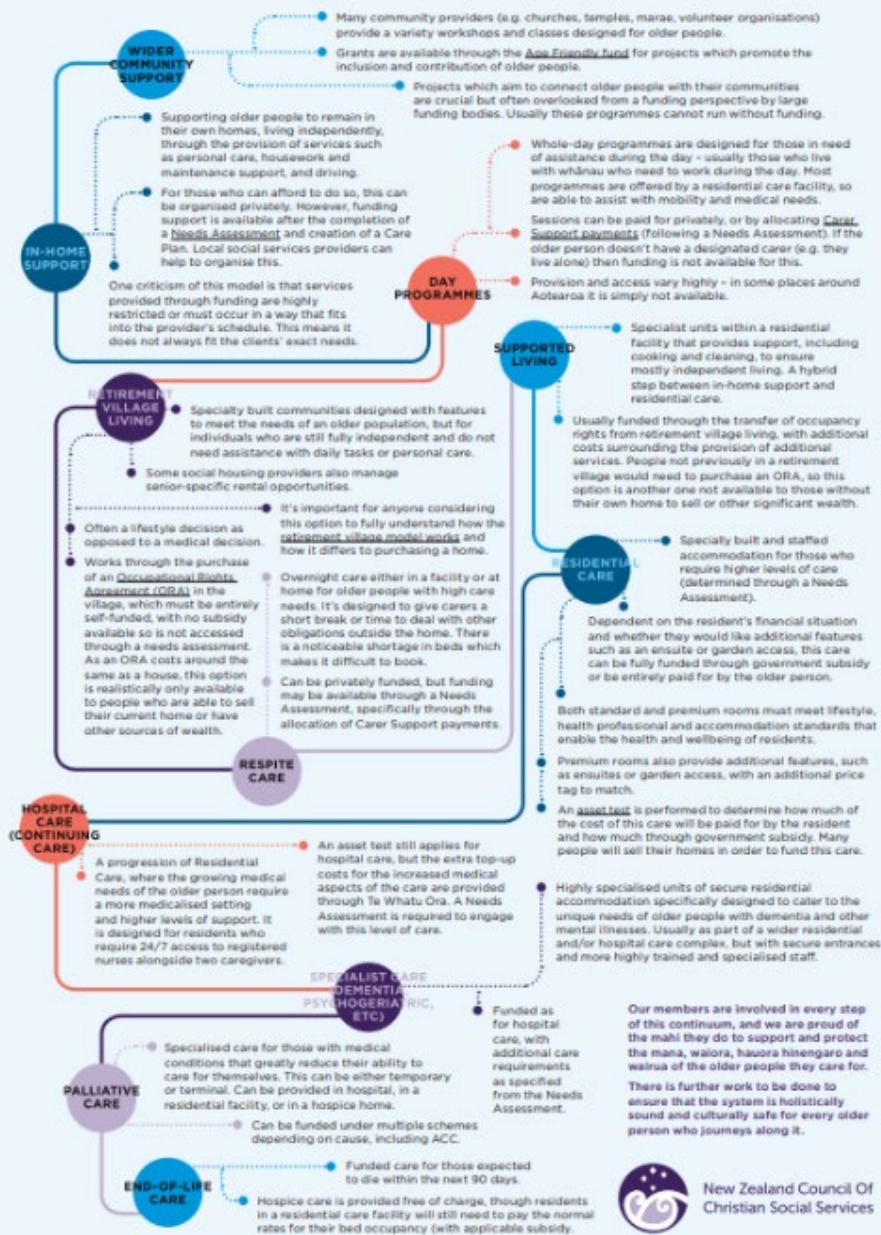 WIDER
COMMUNITY
SUPPORT
Many community providers (e.g. churches, temples, marae, volunteer organisations)
provide a variety workshops and classes designed for older people.
Grants are available through the Age Friendly fund for projects which promote the
inclusion and contribution of older people.
Projects which aim to connect older people with their communities
are crucial but often overlooked from a funding perspective by large
funding bodies. Usually these programmes cannot run without funding.
IN-HOME
SUPPORT
Supporting older people to remain in
their own homes, living independently,
through the provision of services such
as personal care, housework and
maintenance support, and driving.
For those who can afford to do so, this can
be organised privately. However, funding
support is available after the completion of
a Needs Assessment and creation of a Care
Plan. Local social services providers can
help to organise this.
One criticism of this model is that services
provided through funding are highly
restricted or must occur in a way that fits
into the provider's schedule. This means it
does not always fit the clients' exact needs.
DAY
PROGRAMMES
Whole-day programmes are designed for those in need
of assistance during the day – usually those who live
with whānau who need to work during the day. Most
programmes are offered by a residential care facility, so
are able to assist with mobility and medical needs.
Sessions can be paid for privately, or by allocating Carer
Support payments (following a Needs Assessment). If the
older person doesn't have a designated carer (e.g. they
live alone) then funding is not available for this.
Provision and access vary highly – in some places around
Aotearoa it is simply not available.
RETIREMENT
VILLAGE
LIVING
Specialty built communities designed with features
to meet the needs of an older population, but for
individuals who are still fully independent and do not
need assistance with daily tasks or personal care.
Some social housing providers also manage
senior-specific rental opportunities.
It's important for anyone considering
this option to fully understand how the
retirement village model works and
how it differs to purchasing a home.
Often a lifestyle decision as
opposed to a medical decision.
Works through the purchase
of an Occupational Rights
Agreement (ORA) in the
village, which must be entirely
self-funded, with no subsidy
available so is not accessed
through a needs assessment.
As an ORA costs around the
same as a house, this option
is realistically only available
to people who are able to sell
their current home or have
other sources of wealth.
RESPITE
CARE
Overnight care either in a facility or at
home for older people with high care
needs. It's designed to give carers a
short break or time to deal with other
obligations outside the home. There
is a noticeable shortage in beds which
makes it difficult to book.
Can be privately funded, but funding
may be available through a Needs
Assessment, specifically through the
allocation of Carer Support payments.
SUPPORTED
LIVING
Specialist units within a residential
facility that provides support, including
cooking and cleaning, to ensure
mostly independent living. A hybrid
step between in-home support and
residential care.
Usually funded through the transfer of occupancy
rights from retirement village living, with additional
costs surrounding the provision of additional
services. People not previously in a retirement
village would need to purchase an ORA, so this
option is another one not available to those without
their own home to sell or other significant wealth.
RESIDENTIAL
CARE
Specially built and staffed
accommodation for those who
require higher levels of care
(determined through a Needs
Assessment).
Dependent on the resident's financial situation
and whether they would like additional features
such as an ensuite or garden access, this care
can be fully funded through government subsidy
or be entirely paid for by the older person.
Both standard and premium rooms must meet lifestyle,
health professional and accommodation standards that
enable the health and wellbeing of residents.
Premium rooms also provide additional features, such
as ensuites or garden access, with an additional price
tag to match.
An asset test is performed to determine how much of
the cost of this care will be paid for by the resident
and how much through government subsidy. Many
people will sell their homes in order to fund this care.
HOSPITAL
CARE
(CONTINUING
CARE)
A progression of Residential
Care, where the growing medical
needs of the older person require
a more medicalised setting
and higher levels of support. It
is designed for residents who
require 24/7 access to registered
nurses alongside two caregivers.
An asset test still applies for
hospital care, but the extra top-up
costs for the increased medical
aspects of the care are provided
through Te Whatu Ora. A Needs
Assessment is required to engage
with this level of care.
SPECIALIST CARE
(DEMENTIA,
PSYCHOGERIATRIC,
ETC)
Highly specialised units of secure residential
accommodation specifically designed to cater to the
unique needs of older people with dementia and other
mental illnesses. Usually as part of a wider residential
and/or hospital care complex, but with secure entrances
and more highly trained and specialised staff.
Funded as
for hospital
care, with
additional care
requirements
as specified
from the Needs
Assessment.
PALLIATIVE
CARE
Specialised care for those with medical
conditions that greatly reduce their ability to
care for themselves. This can be either temporary
or terminal. Can be provided in hospital, in a
residential facility, or in a hospice home.
Can be funded under multiple schemes
depending on cause, including ACC.
END-OF-LIFE
CARE
Funded care for those expected
to die within the next 90 days.
Hospice care is provided free of charge, though residents
in a residential care facility will still need to pay the normal
rates for their bed occupancy (with applicable subsidy.
Our members are involved in every step
of this continuum, and we are proud of
the mahi they do to support and protect
the mana, waiora, hauora hinengaro and
wairua of the older people they care for.
There is further work to be done to
ensure that the system is holistically
sound and culturally safe for every older
person who journeys along it.
New Zealand Council Of
Christian Social Services